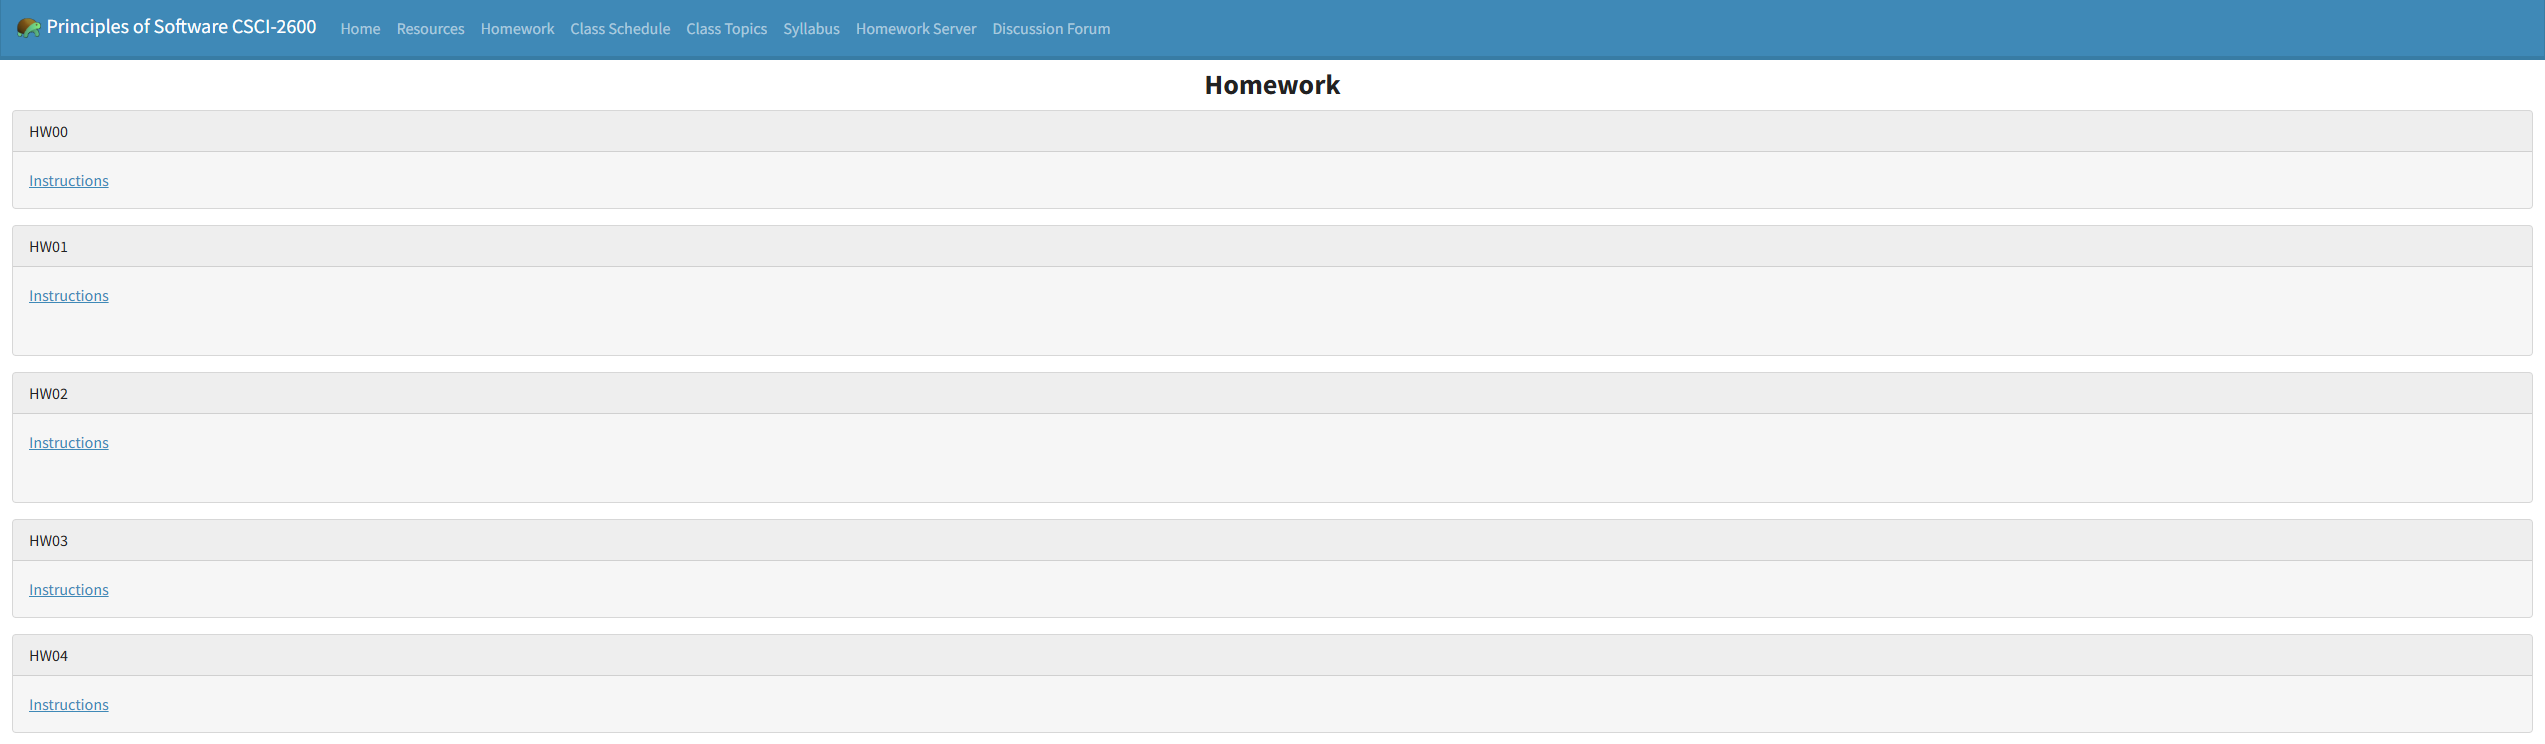 Principles of Software CSCI-2600 Home Resources Homework Class Schedule Class Topics Syllabus Homework Server Discussion Forum
Homework
HW00
Instructions
HW01
Instructions
HW02
Instructions
HW03
Instructions
HW04
Instructions